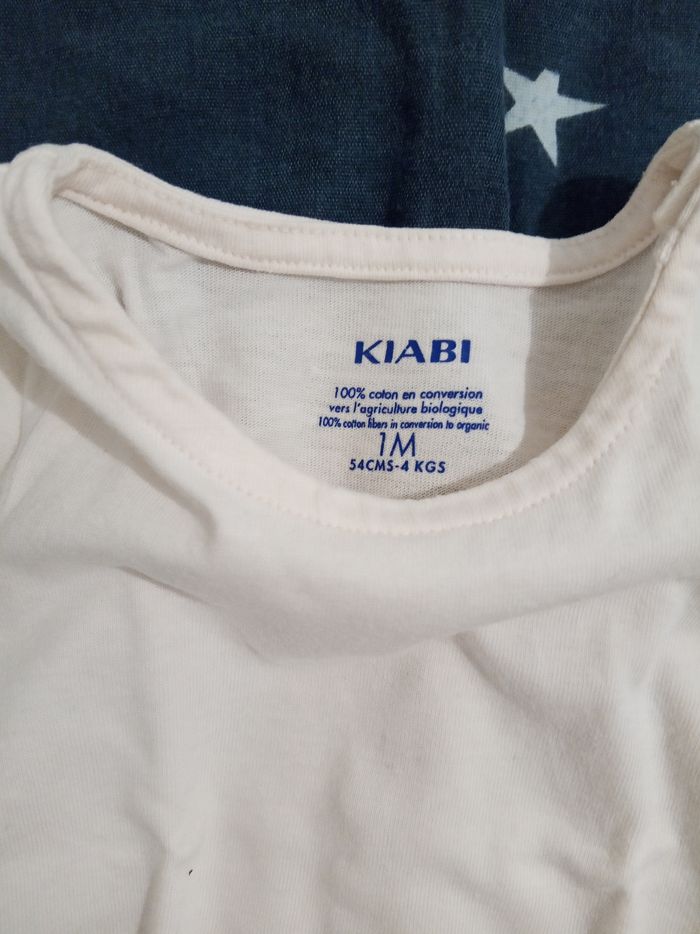 KIABI
100% coton en conversion
vers l'agriculture biologique
100% cotton fibers in conversion to organic
1M
54CMS-4 KGS